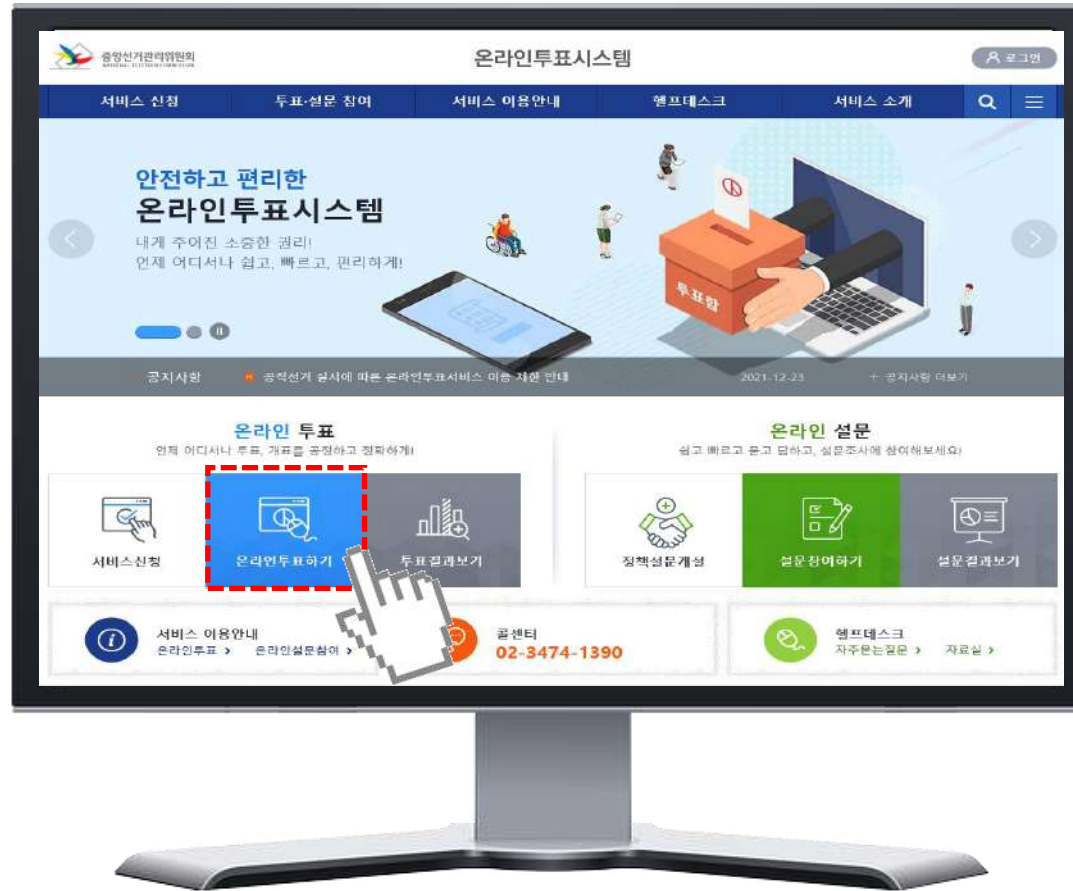 중앙선거관리위원회
온라인투표시스템
로그인
서비스 신청
투표·설문 참여
서비스 이용안내
헬프데스크
서비스 소개
안전하고 편리한
온라인투표시스템
내게 주어진 소중한 권리!
언제 어디서나 쉽고, 빠르고, 편리하게!
투표함
공지사항
공직선거 실시에 따른 온라인투표서비스 이용 제한 안내
2021-12-23
+ 공지사항 더보기
온라인 투표
언제 어디서나 투표, 개표를 공정하고 정확하게!
서비스신청
온라인투표하기
투표결과보기
온라인 설문
쉽고 빠르고 묻고 답하고, 설문조사에 참여해보세요!
정책설문개설
설문참여하기
설문결과보기
서비스 이용안내
온라인투표 > 온라인설문참여 >
콜센터
02-3474-1390
헬프데스크
자주묻는질문 > 자료실 >